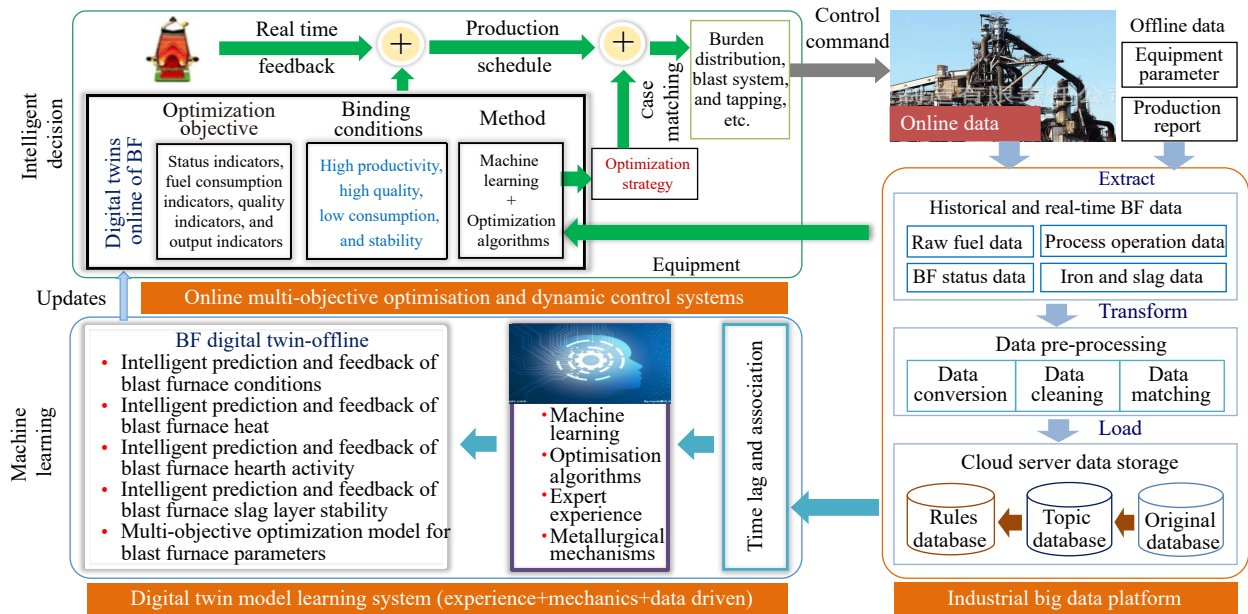 Intelligent
decision
Real time
feedback
+
Production
schedule
+
Case
matching
Burden
distribution,
blast system,
and tapping,
etc.
Control
command
Online data
Offline data
Equipment
parameter
Production
report
Digital twins
online of BF
Optimization
objective
Status indicators,
fuel consumption
indicators, quality
indicators, and
output indicators
Binding
conditions
High productivity,
high quality,
low consumption,
and stability
Method
Machine
learning
+
Optimization
algorithms
Optimization
strategy
Equipment
Updates
Online multi-objective optimisation and dynamic control systems
Extract
Historical and real-time BF data
Raw fuel data
Process operation data
BF status data
Iron and slag data
Transform
Data pre-processing
Data
conversion
Data
cleaning
Data
matching
Load
Cloud server data storage
Rules
database
Topic
database
Original
database
Industrial big data platform
Machine
learning
BF digital twin-offline
• Intelligent prediction and feedback of
blast furnace conditions
• Intelligent prediction and feedback of
blast furnace heat
• Intelligent prediction and feedback of
blast furnace hearth activity
• Intelligent prediction and feedback of
blast furnace slag layer stability
• Multi-objective optimization model for
blast furnace parameters
• Machine
learning
• Optimisation
algorithms
• Expert
experience
• Metallurgical
mechanisms
Time lag and association
Digital twin model learning system (experience+mechanics+data driven)